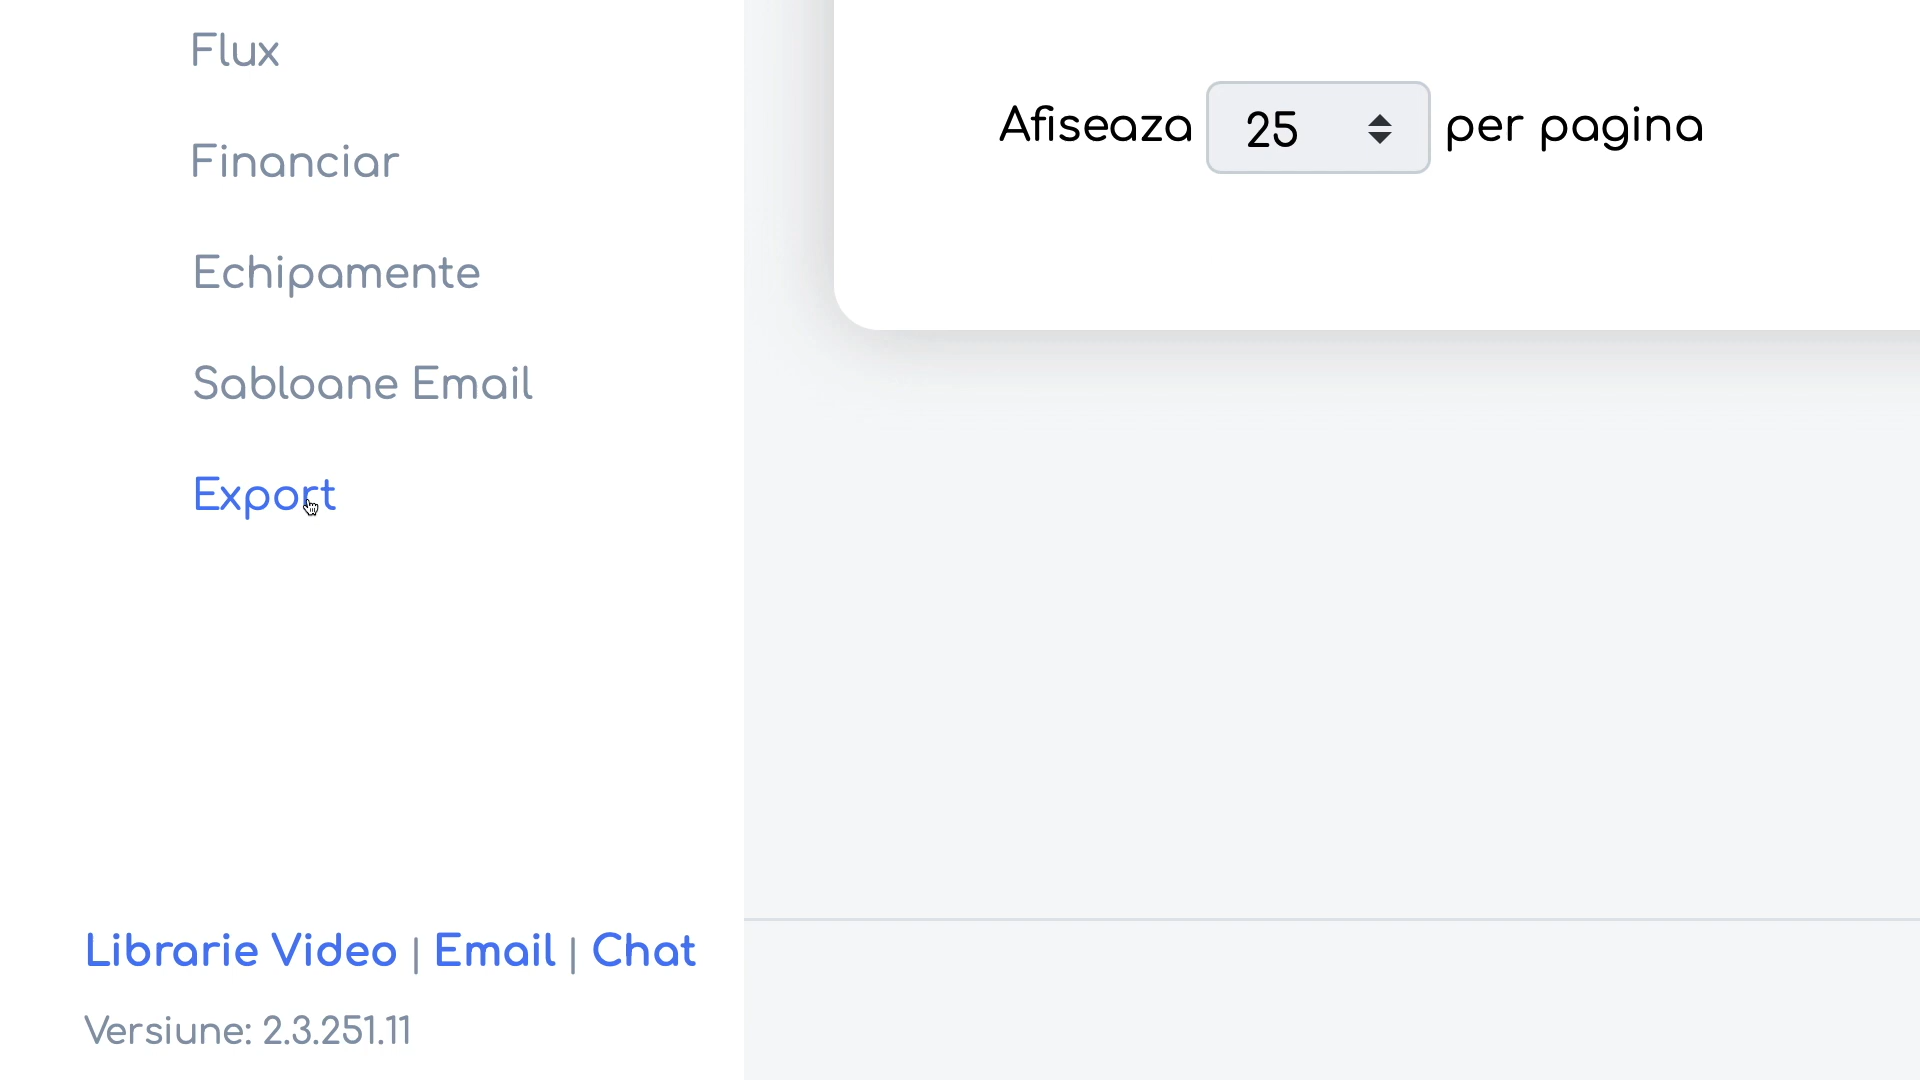 Flux
Financiar
Echipamente
Sabloane Email
Export
Afiseaza 25 per pagina
Librarie Video | Email | Chat
Versiune: 2.3.251.11